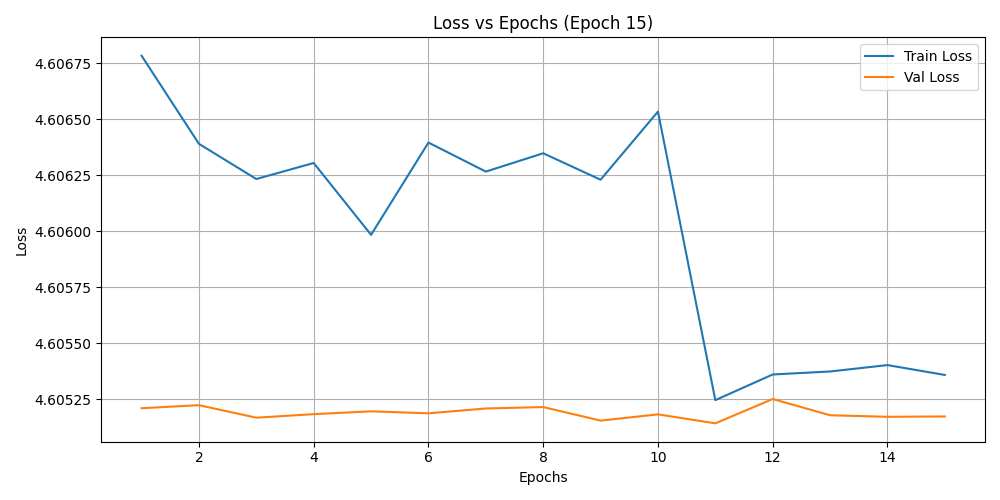 Loss vs Epochs (Epoch 15)
Train Loss
Val Loss
4.60675
4.60650
4.60625
4.60600
4.60575
4.60550
4.60525
Loss
2 4 6 8 10 12 14
Epochs